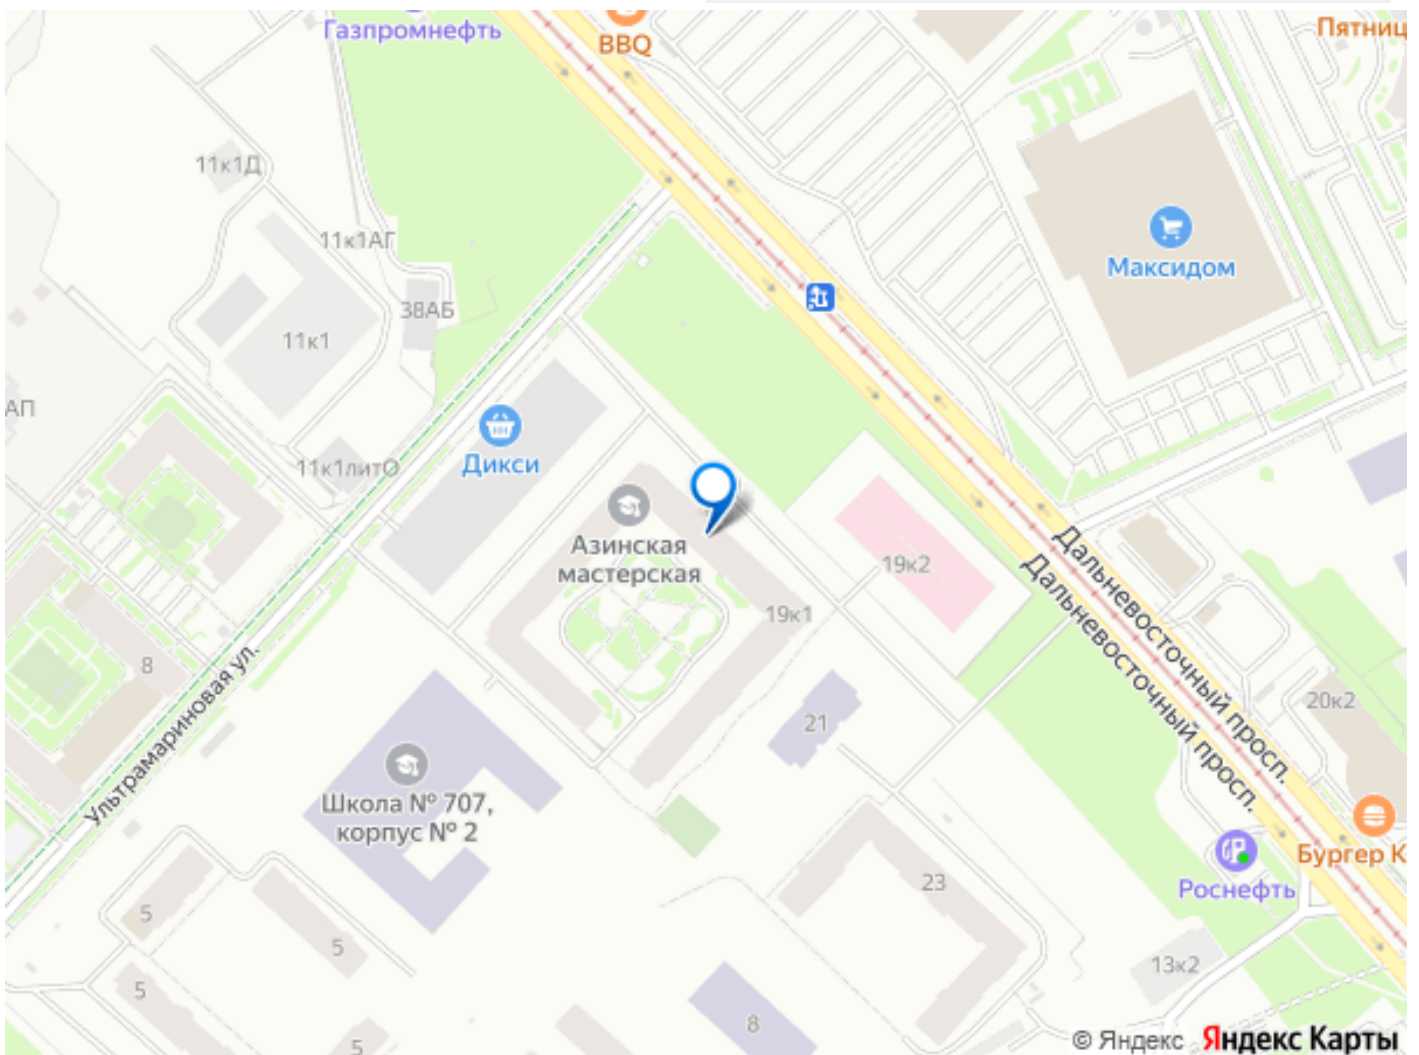 Газпромнефть
BBQ
Пятниц
11к1Д
11к1АГ
Максидом
38АБ
11к1
АП
11к1литО
Дикси
Азинская
мастерская
19к2
19к1
Дальневосточный просп.
Дальневосточный просп.
8
Ультрамариновая ул.
20к2
21
Школа № 707,
корпус № 2
Бургер К
Роснефть
23
5
5
13к2
5
8
5
© Яндекс Яндекс Карты